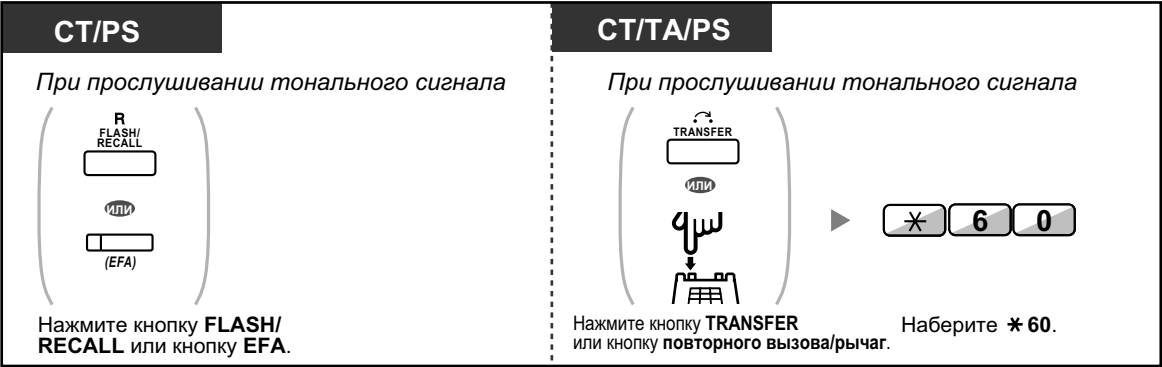 CT/PS
При прослушивании тонального сигнала
R
FLASH/
RECALL
или
(EFA)
Нажмите кнопку FLASH/
RECALL или кнопку EFA.
CT/TA/PS
При прослушивании тонального сигнала
TRANSFER
или
Нажмите кнопку TRANSFER
или кнопку повторного вызова/рычаг.
* 6 0
Наберите * 60.